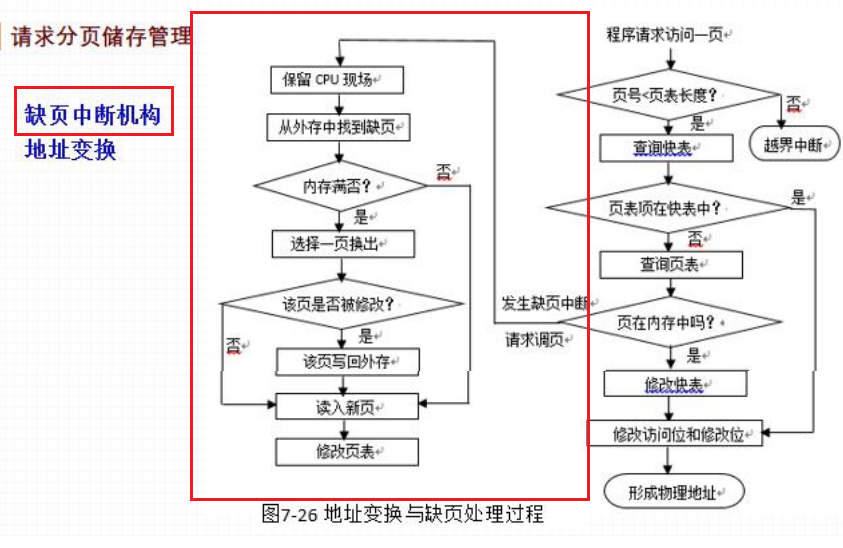 请求分页储存管理
缺页中断机构
地址变换
保留 CPU 现场
从外存中找到缺页
内存满否？
否
是
选择一页换出
该页是否被修改？
否
是
该页写回外存
读入新页
修改页表
发生缺页中断
请求调页
程序请求访问一页
页号<页表长度？
否
是
越界中断
查询快表
页表项在快表中？
是
否
查询页表
页在内存中吗？
是
修改快表
修改访问位和修改位
形成物理地址
图7-26 地址变换与缺页处理过程